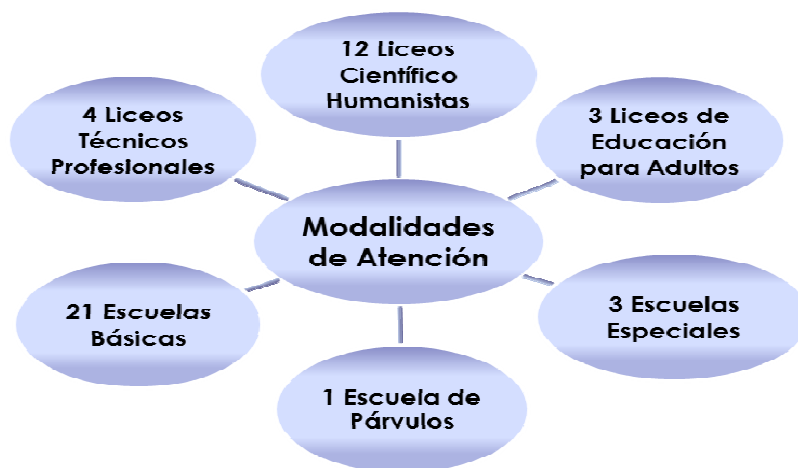 12 Liceos
Científico
Humanistas
4 Liceos
Técnicos
Profesionales
3 Liceos de
Educación
para Adultos
Modalidades
de Atención
21 Escuelas
Básicas
3 Escuelas
Especiales
1 Escuela de
Párvulos